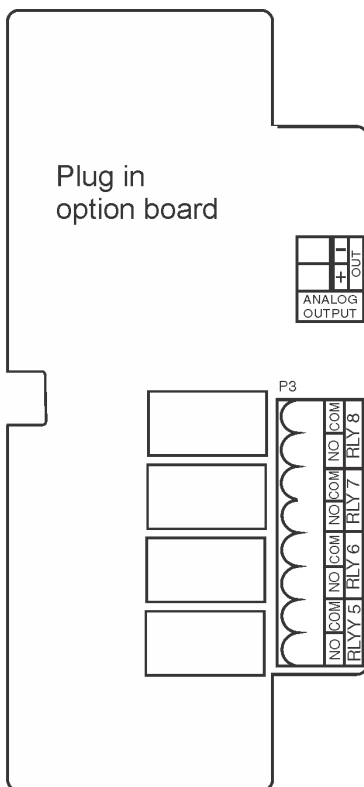 Plug in
option board
−
+
OUT
ANALOG
OUTPUT
P3
COM
NO
RLY 8
COM
NO
RLY 7
COM
NO
RLY 6
COM
NO
RLYY 5